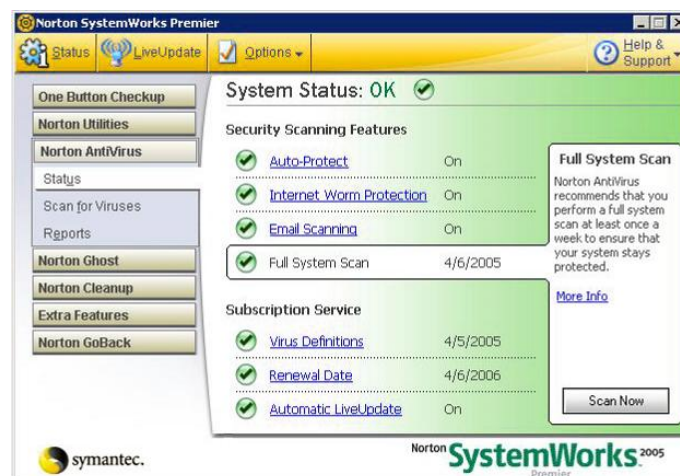 Norton SystemWorks Premier
Status LiveUpdate Options Help & Support
One Button Checkup
Norton Utilities
Norton AntiVirus
Status
Scan for Viruses
Reports
Norton Ghost
Norton Cleanup
Extra Features
Norton GoBack
System Status: OK
Security Scanning Features
Auto-Protect On
Internet Worm Protection On
Email Scanning On
Full System Scan 4/6/2005
Subscription Service
Virus Definitions 4/5/2005
Renewal Date 4/6/2006
Automatic LiveUpdate On
Full System Scan
Norton AntiVirus
recommends that you
perform a full system
scan at least once a
week to ensure that
your system stays
protected.
More Info
Scan Now
symantec.
Norton SystemWorks 2005
Premier